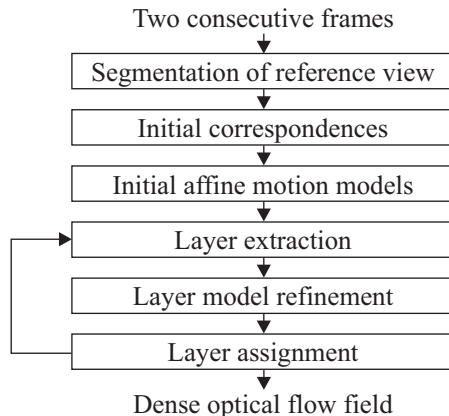 Two consecutive frames
Segmentation of reference view
Initial correspondences
Initial affine motion models
Layer extraction
Layer model refinement
Layer assignment
Dense optical flow field